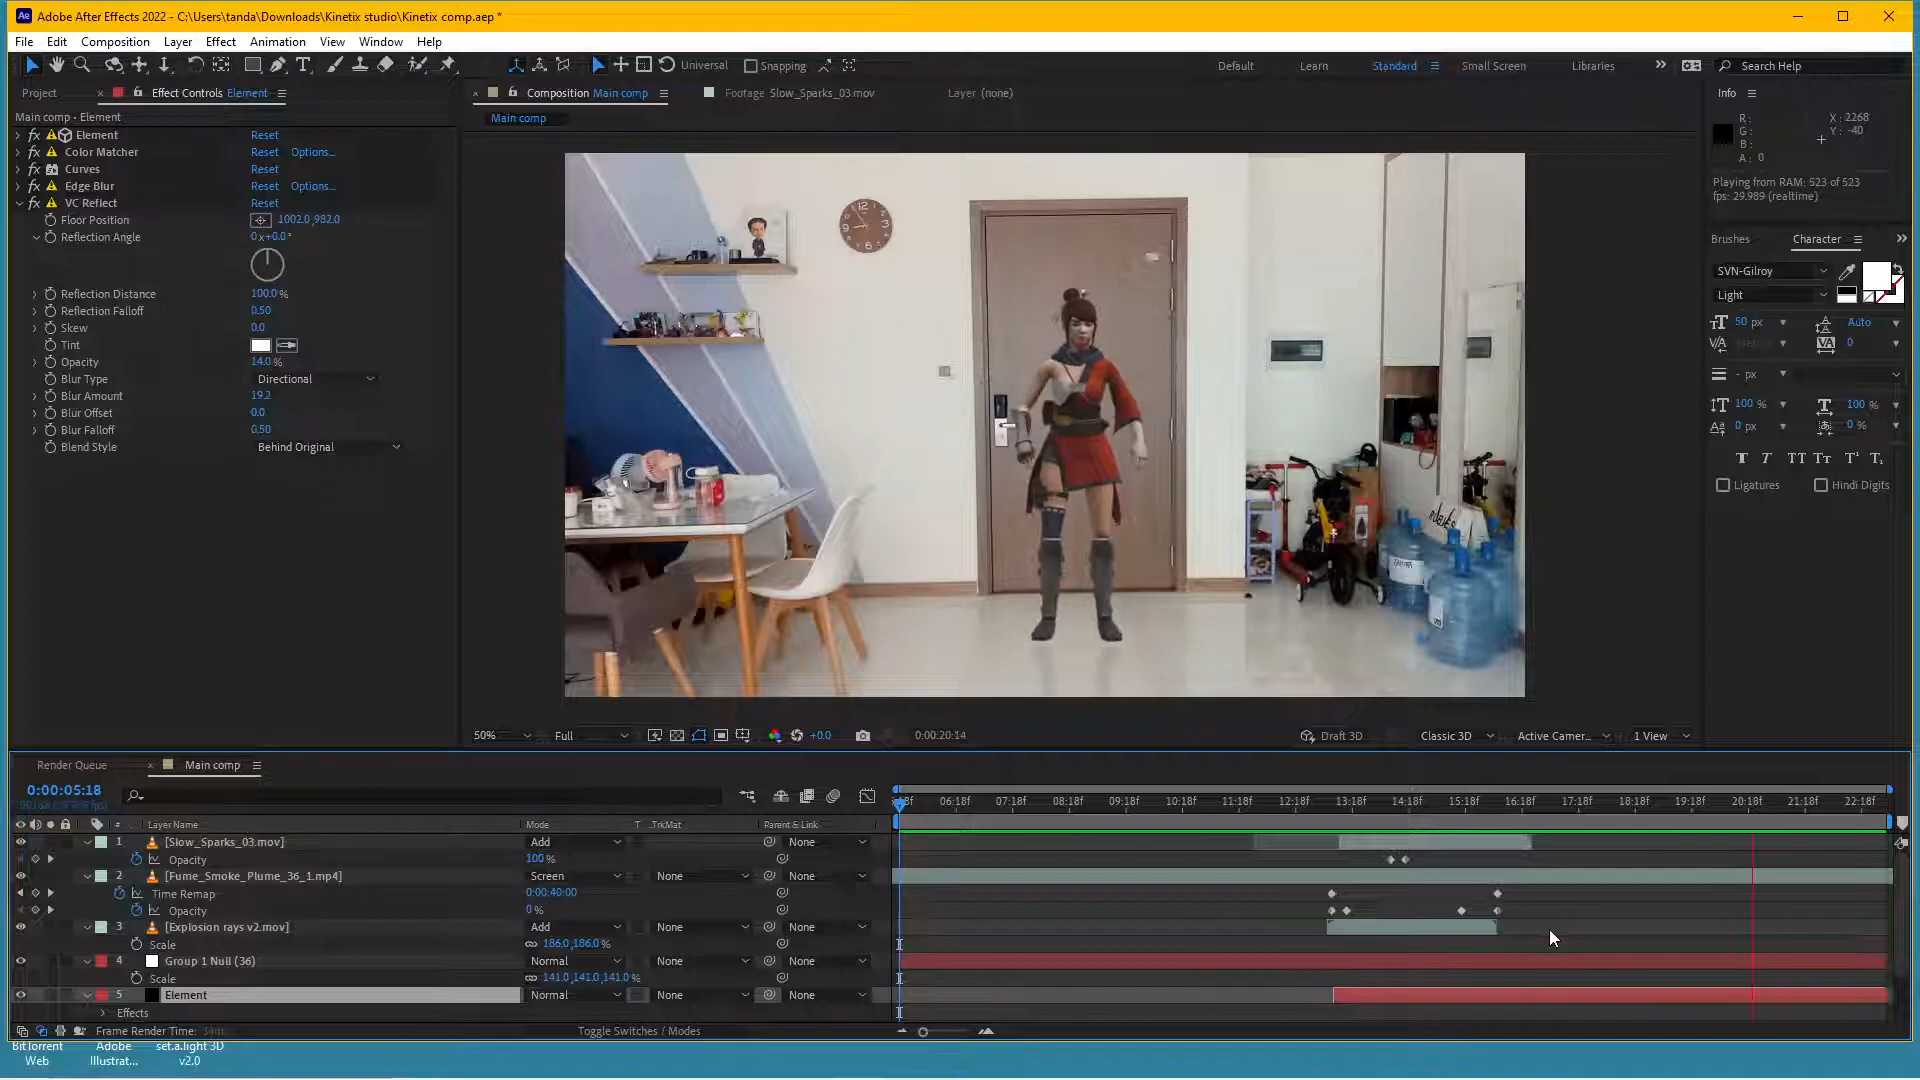 Adobe After Effects 2022 - C:\Users\tanda\Downloads\Kinetix studio\Kinetix comp.aep *
File Edit Composition Layer Effect Animation View Window Help
Universal Snapping Default Learn Standard Small Screen Libraries Search Help
Project Effect Controls Element Composition Main comp Footage Slow_Sparks_03.mov Layer (none) Info
Main comp · Element
Main comp
Element Reset
Color Matcher Reset Options...
Curves Reset
Edge Blur Reset Options...
VC Reflect Reset
Floor Position 1002.0,982.0
Reflection Angle 0x+0.0°
Reflection Distance 100.0 %
Reflection Falloff 0.50
Skew 0.0
Tint
Opacity 14.0 %
Blur Type Directional
Blur Amount 19.2
Blur Offset 0.0
Blur Falloff 0.50
Blend Style Behind Original
R :
G :
B :
A : 0
X : 2268
Y : -40
Playing from RAM: 523 of 523
fps: 29.989 (realtime)
Brushes Character
SVN-Gilroy
Light
50 px Auto
0
- px
100 % 100 %
0 px 0 %
Ligatures Hindi Digits
50% Full +0.0 0:00:20:14 Draft 3D Classic 3D Active Camer... 1 View
Render Queue Main comp
0:00:05:18
06:18f 07:18f 08:18f 09:18f 10:18f 11:18f 12:18f 13:18f 14:18f 15:18f 16:18f 17:18f 18:18f 19:18f 20:18f 21:18f 22:18f
# Layer Name Mode T .TrkMat Parent & Link
1 [Slow_Sparks_03.mov] Add None
Opacity 100 %
2 [Fume_Smoke_Plume_36_1.mp4] Screen None None
Time Remap 0:00:40:00
Opacity 0 %
3 [Explosion rays v2.mov] Add None None
Scale 186.0,186.0 %
4 Group 1 Null (36) Normal None None
Scale 141.0,141.0,141.0 %
5 Element Normal None None
Effects
Frame Render Time: Toggle Switches / Modes
BitTorrent Web
Adobe Illustrat...
set.a.light 3D v2.0